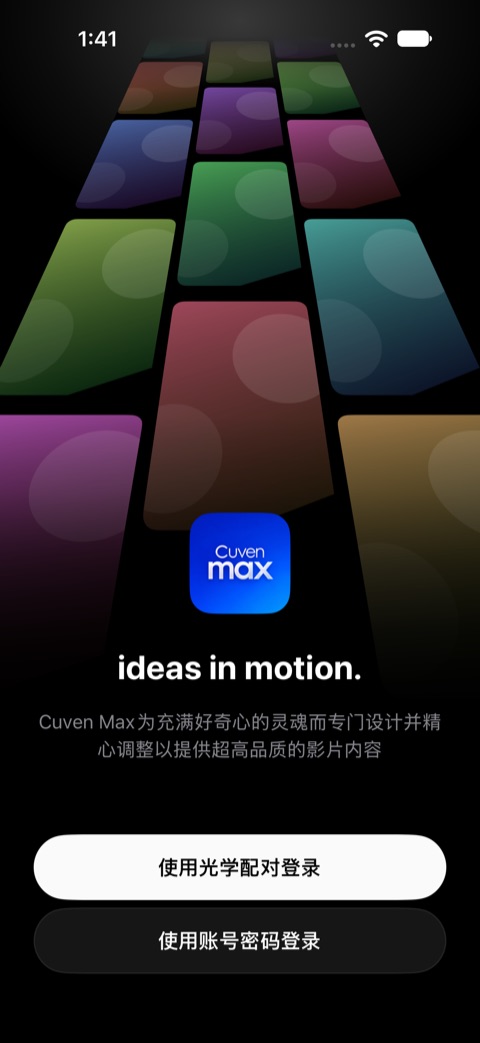 1:41
Cuven
max
ideas in motion.
Cuven Max为充满好奇心的灵魂而专门设计并精
心调整以提供超高品质的影片内容
使用光学配对登录
使用账号密码登录